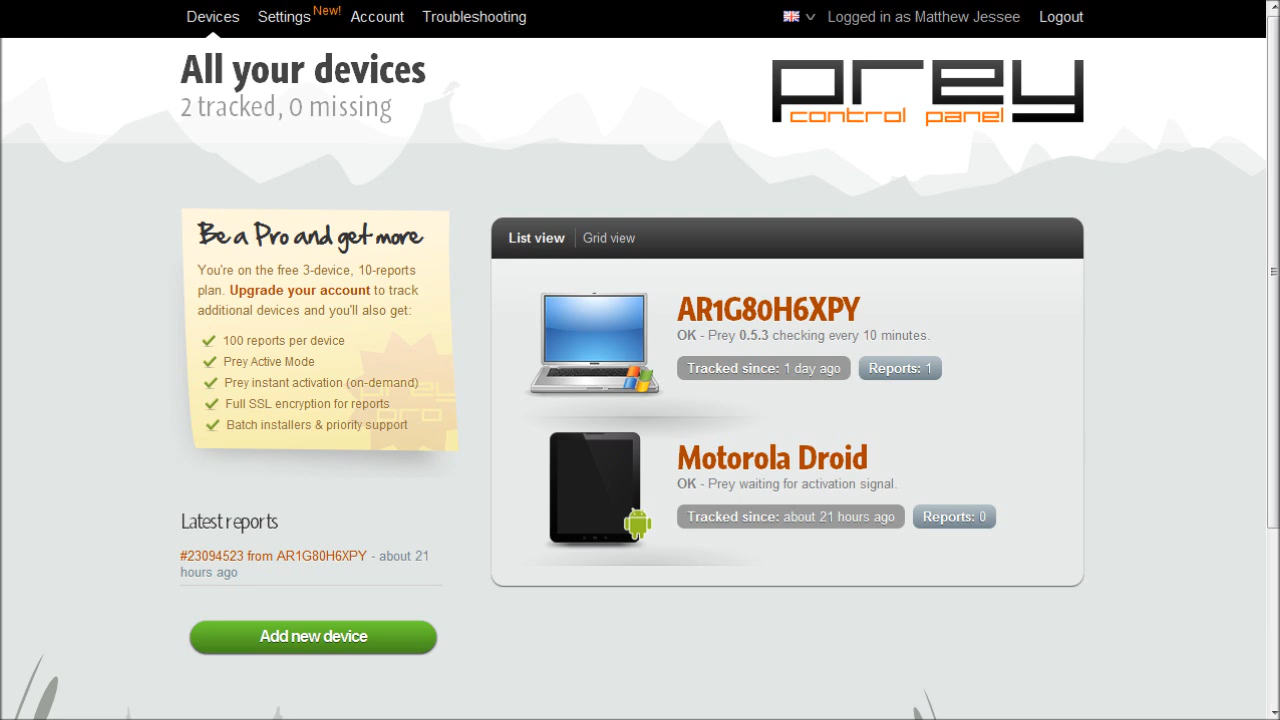 Devices Settings New! Account Troubleshooting Logged in as Matthew Jessee Logout
All your devices
2 tracked, 0 missing
prey
control panel
Be a Pro and get more
You're on the free 3-device, 10-reports
plan. Upgrade your account to track
additional devices and you'll also get:
100 reports per device
Prey Active Mode
Prey instant activation (on-demand)
Full SSL encryption for reports
Batch installers & priority support
prey
pro
Latest reports
#23094523 from AR1G80H6XPY - about 21
hours ago
Add new device
List view Grid view
AR1G80H6XPY
OK - Prey 0.5.3 checking every 10 minutes.
Tracked since: 1 day ago Reports: 1
Motorola Droid
OK - Prey waiting for activation signal.
Tracked since: about 21 hours ago Reports: 0